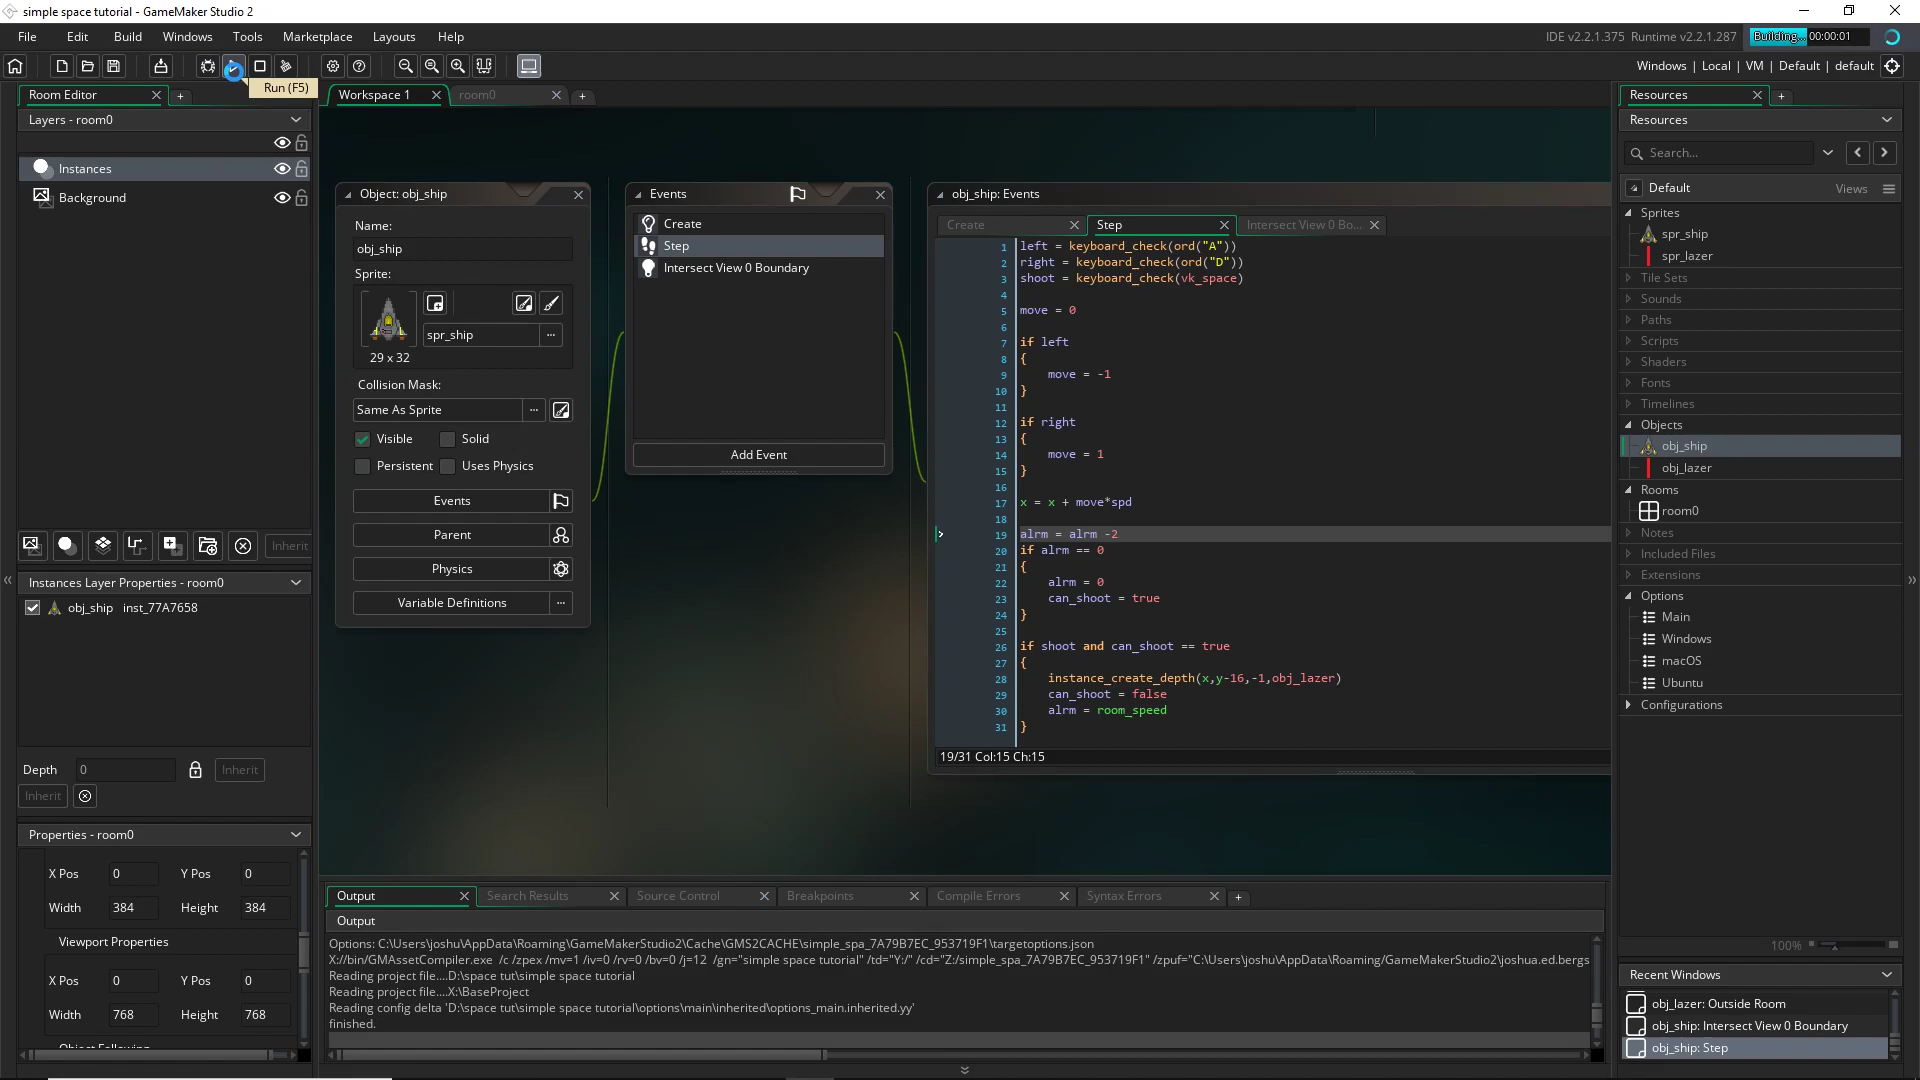 simple space tutorial - GameMaker Studio 2
File Edit Build Windows Tools Marketplace Layouts Help
IDE v2.2.1.375 Runtime v2.2.1.287 Building... 00:00:01
Windows | Local | VM | Default | default
Run (F5)
Room Editor
Layers - room0
Instances
Background
Inherit
Instances Layer Properties - room0
obj_ship inst_77A7658
Depth 0 Inherit
Inherit
Properties - room0
X Pos 0 Y Pos 0
Width 384 Height 384
Viewport Properties
X Pos 0 Y Pos 0
Width 768 Height 768
Object Following
Workspace 1 room0
Object: obj_ship
Name:
obj_ship
Sprite:
spr_ship
29 x 32
Collision Mask:
Same As Sprite
Visible Solid
Persistent Uses Physics
Events
Parent
Physics
Variable Definitions
Events
Create
Step
Intersect View 0 Boundary
Add Event
obj_ship: Events
Create Step Intersect View 0 Bo...
1 left = keyboard_check(ord("A"))
2 right = keyboard_check(ord("D"))
3 shoot = keyboard_check(vk_space)
4
5 move = 0
6
7 if left
8 {
9 move = -1
10 }
11
12 if right
13 {
14 move = 1
15 }
16
17 x = x + move*spd
18
19 alrm = alrm -2
20 if alrm == 0
21 {
22 alrm = 0
23 can_shoot = true
24 }
25
26 if shoot and can_shoot == true
27 {
28 instance_create_depth(x,y-16,-1,obj_lazer)
29 can_shoot = false
30 alrm = room_speed
31 }
19/31 Col:15 Ch:15
Output Search Results Source Control Breakpoints Compile Errors Syntax Errors
Output
Options: C:\Users\joshu\AppData\Roaming\GameMakerStudio2\Cache\GMS2CACHE\simple_spa_7A79B7EC_953719F1\targetoptions.json
X://bin/GMAssetCompiler.exe /c /zpex /mv=1 /iv=0 /rv=0 /bv=0 /j=12 /gn="simple space tutorial" /td="Y:/" /cd="Z:/simple_spa_7A79B7EC_953719F1" /zpuf="C:\Users\joshu\AppData\Roaming/GameMakerStudio2\joshua.ed.bergs
Reading project file....D:\space tut\simple space tutorial
Reading project file....X:\BaseProject
Reading config delta 'D:\space tut\simple space tutorial\options\main\inherited\options_main.inherited.yy'
finished.
Resources
Resources
Search...
Default Views
Sprites
spr_ship
spr_lazer
Tile Sets
Sounds
Paths
Scripts
Shaders
Fonts
Timelines
Objects
obj_ship
obj_lazer
Rooms
room0
Notes
Included Files
Extensions
Options
Main
Windows
macOS
Ubuntu
Configurations
100%
Recent Windows
obj_lazer: Outside Room
obj_ship: Intersect View 0 Boundary
obj_ship: Step